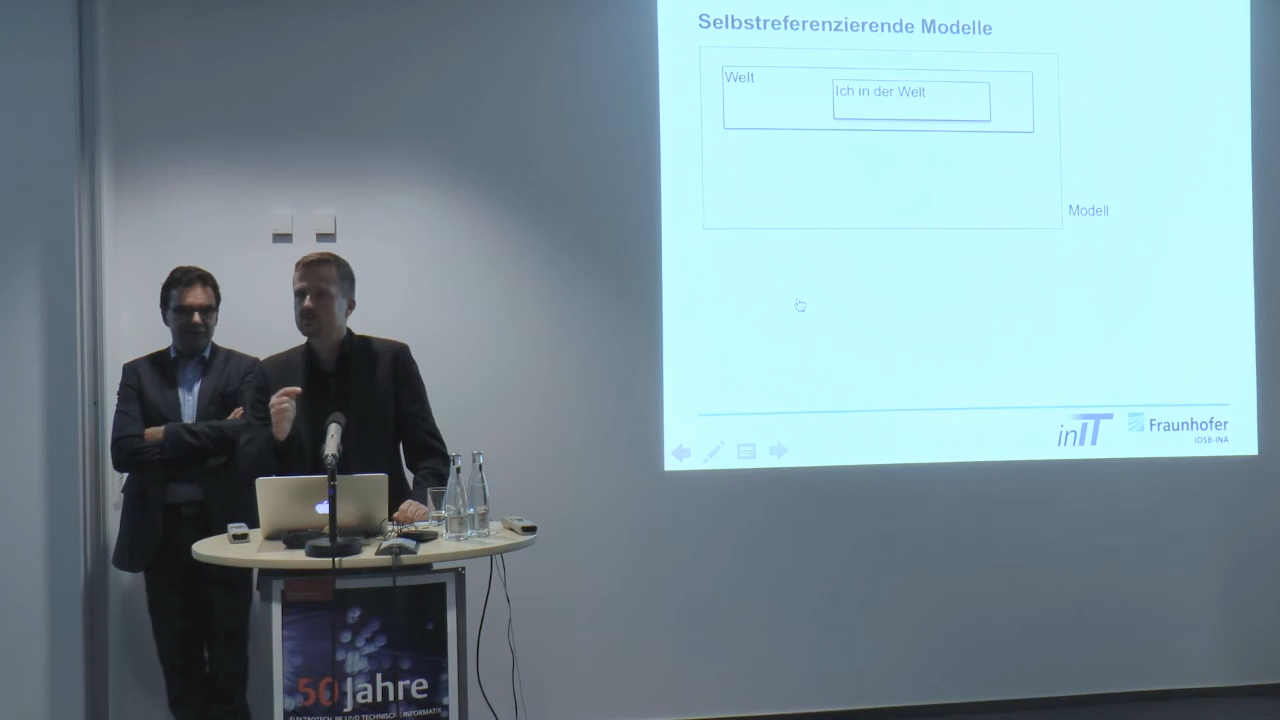 Selbstreferenzierende Modelle
Welt
Ich in der Welt
Modell
inIT
Fraunhofer
IOSB-INA
50 Jahre